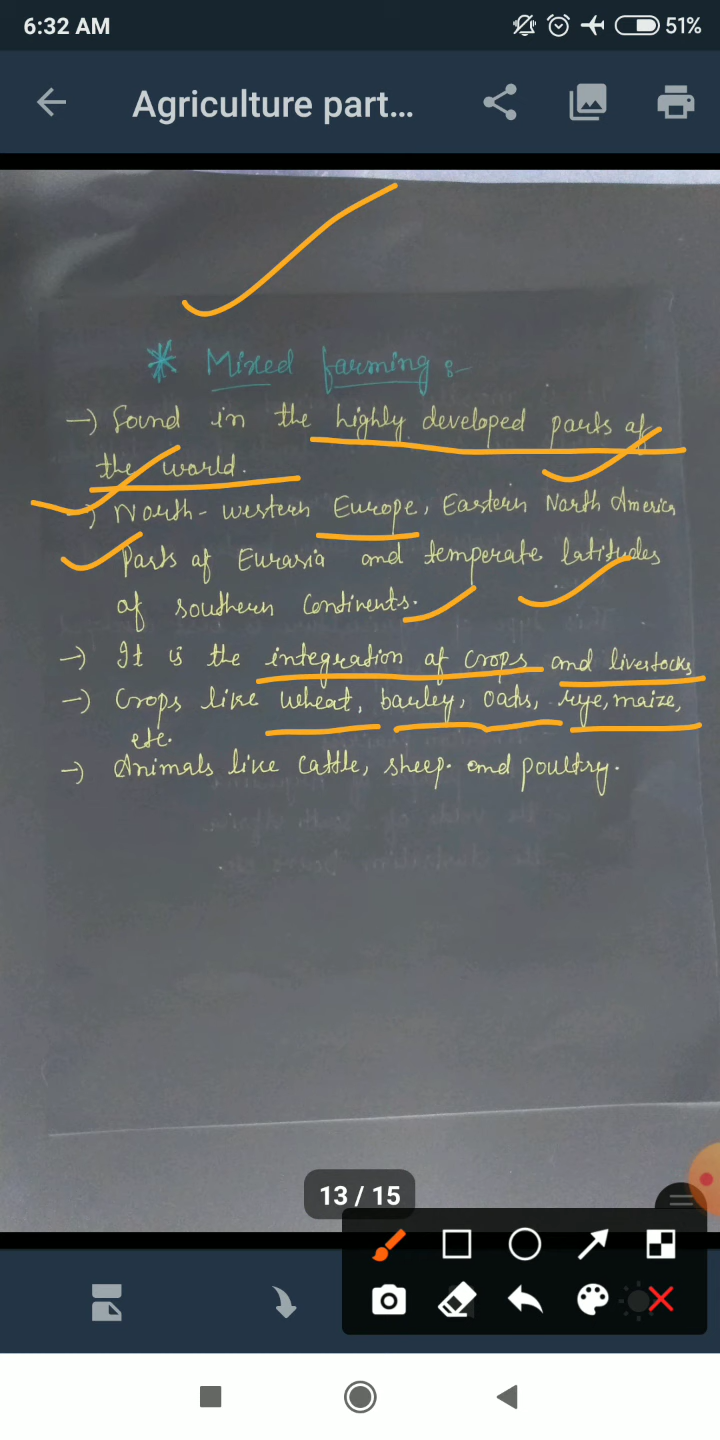 6:32 AM
51%
Agriculture part...
* Mixed farming :-
→) Found in the highly developed parts of
the world.
→) North-western Europe, Eastern North America
Parts of Eurasia and temperate latitudes
of southern Continents.
→) It is the integration of crops and livestocks
→) Crops like wheat, barley, oats, rye, maize,
etc.
→) Animals like cattle, sheep and poultry.
13 / 15